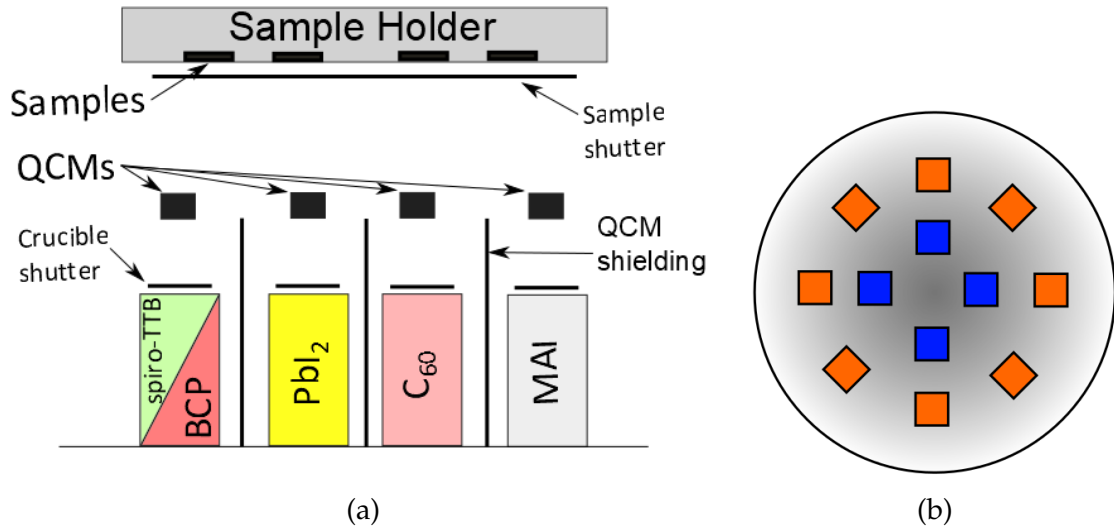 Sample Holder
Samples
Sample
shutter
QCMs
Crucible
shutter
QCM
shielding
spiro-TTB
BCP
PbI₂
C₆₀
MAI
(a)
(b)